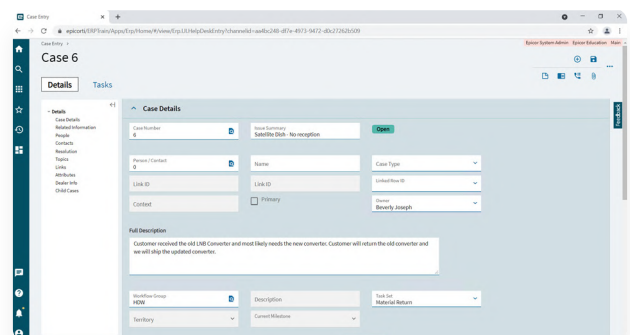 Case Entry
epicorti/ERPTrain/Apps/Erp/Home/#/view/Erp.UI.HelpDeskEntry?channelid=aa4bc248-df7e-4973-9472-d0c27362b509
Case Entry
Epicor System Admin Epicor Education Main
Case 6
Details Tasks
Feedback
Details
Case Details
Related Information
People
Contacts
Resolution
Topics
Links
Attributes
Dealer Info
Child Cases
Case Details
Case Number
6
Issue Summary
Satellite Dish - No reception
Open
Person / Contact
0
Name
Case Type
Link ID
Link ID
Linked Row ID
Context
Primary
Owner
Beverly Joseph
Full Description
Customer received the old LNB Converter and most likely needs the new converter. Customer will return the old converter and
we will ship the updated converter.
Workflow Group
HDW
Description
Task Set
Material Return
Territory
Current Milestone